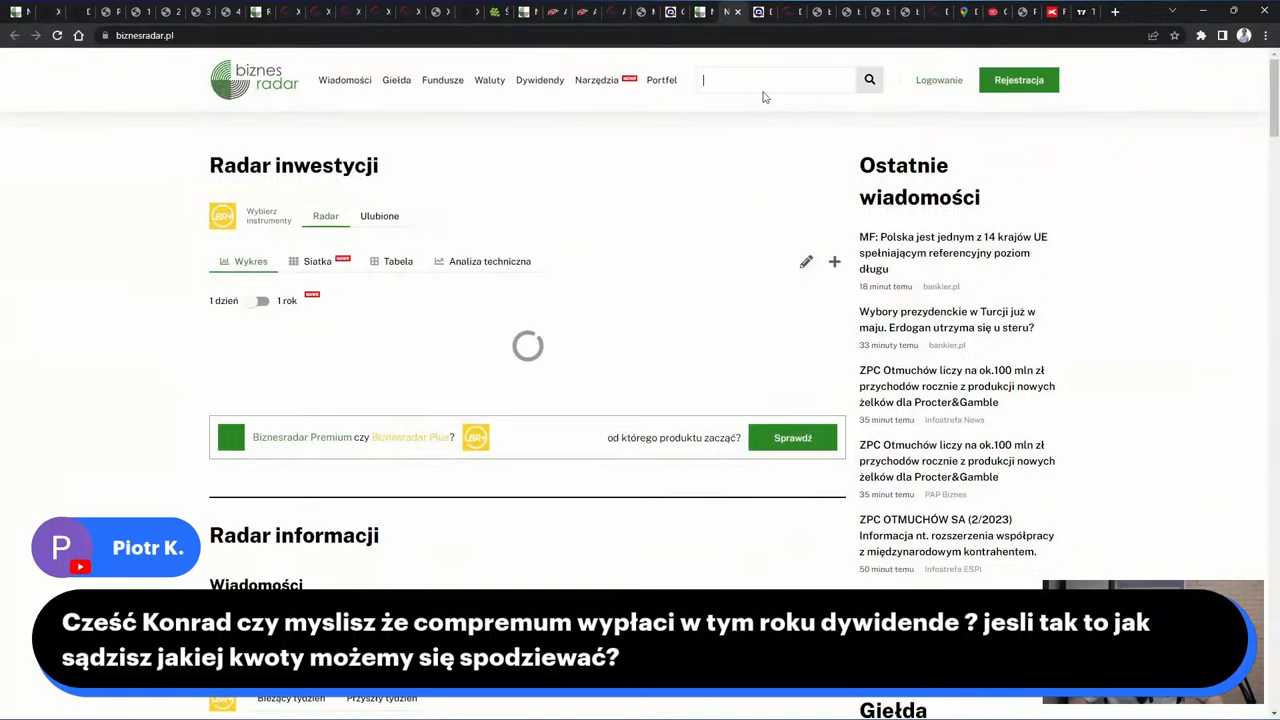 biznesradar.pl
biznes
radar
Wiadomości Giełda Fundusze Waluty Dywidendy Narzędzia NOWE Portfel
Logowanie
Rejestracja
Radar inwestycji
BR+
Wybierz
instrumenty
Radar
Ulubione
Wykres
Siatka NOWE
Tabela
Analiza techniczna
1 dzień
1 rok NOWE
Biznesradar Premium czy Biznesradar Plus?
BR+
od którego produktu zacząć?
Sprawdź
Radar informacji
Wiadomości
Bieżący tydzień
Przyszły tydzień
Ostatnie
wiadomości
MF: Polska jest jednym z 14 krajów UE
spełniającym referencyjny poziom
długu
18 minut temu bankier.pl
Wybory prezydenckie w Turcji już w
maju. Erdogan utrzyma się u steru?
33 minuty temu bankier.pl
ZPC Otmuchów liczy na ok.100 mln zł
przychodów rocznie z produkcji nowych
żelków dla Procter&Gamble
35 minut temu Infostrefa News
ZPC Otmuchów liczy na ok.100 mln zł
przychodów rocznie z produkcji nowych
żelków dla Procter&Gamble
35 minut temu PAP Biznes
ZPC OTMUCHÓW SA (2/2023)
Informacja nt. rozszerzenia współpracy
z międzynarodowym kontrahentem.
50 minut temu Infostrefa ESPI
Giełda
P
Piotr K.
Cześć Konrad czy myslisz że compremum wypłaci w tym roku dywidende ? jesli tak to jak
sądzisz jakiej kwoty możemy się spodziewać?